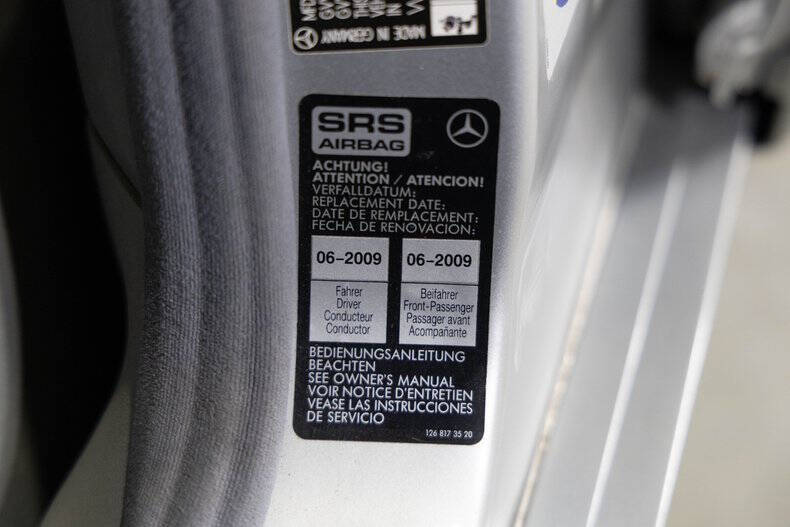 MADE IN GERMANY
SRS
AIRBAG
ACHTUNG!
ATTENTION / ATENCION!
VERFALLDATUM:
REPLACEMENT DATE:
DATE DE REMPLACEMENT:
FECHA DE RENOVACION:
06-2009 06-2009
Fahrer Beifahrer
Driver Front-Passenger
Conducteur Passager avant
Conductor Acompañante
BEDIENUNGSANLEITUNG
BEACHTEN
SEE OWNER'S MANUAL
VOIR NOTICE D'ENTRETIEN
VEASE LAS INSTRUCCIONES
DE SERVICIO
126 817 35 20